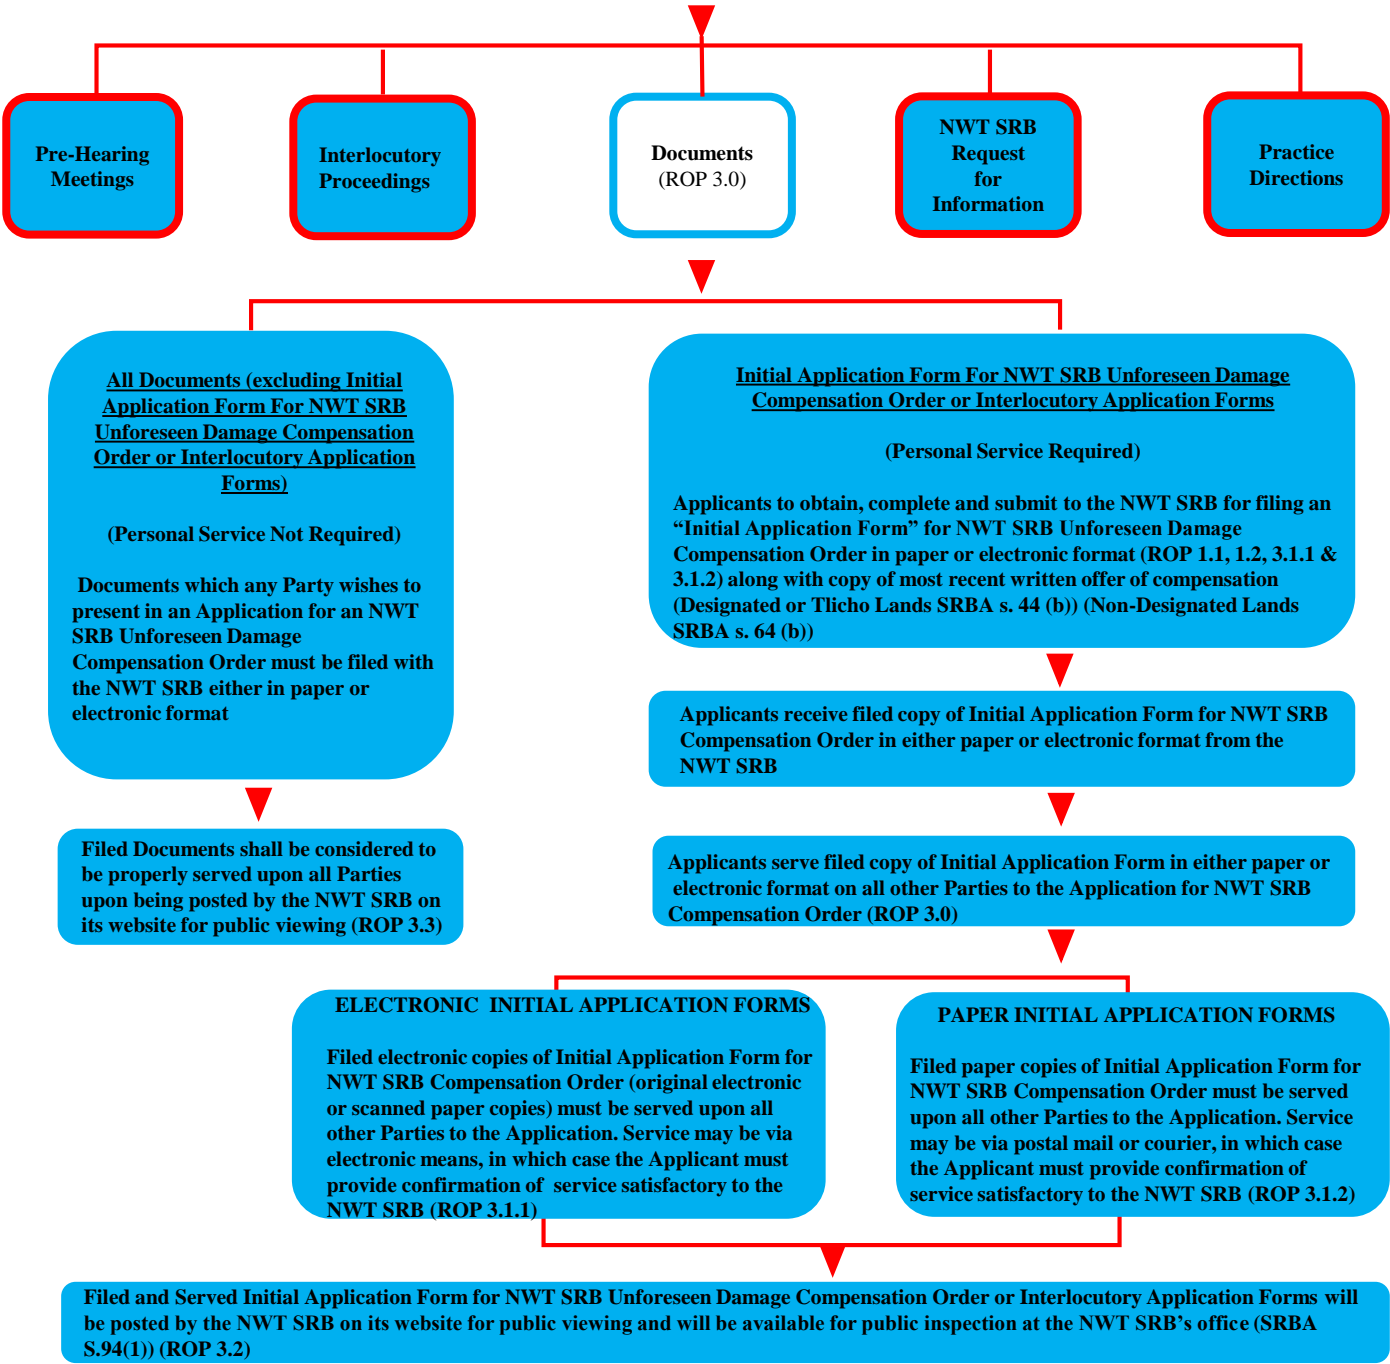 Pre-Hearing
Meetings
Interlocutory
Proceedings
Documents
(ROP 3.0)
NWT SRB
Request
for
Information
Practice
Directions
All Documents (excluding Initial
Application Form For NWT SRB
Unforeseen Damage Compensation
Order or Interlocutory Application
Forms)
(Personal Service Not Required)
Documents which any Party wishes to
present in an Application for an NWT
SRB Unforeseen Damage
Compensation Order must be filed with
the NWT SRB either in paper or
electronic format
Filed Documents shall be considered to
be properly served upon all Parties
upon being posted by the NWT SRB on
its website for public viewing (ROP 3.3)
Initial Application Form For NWT SRB Unforeseen Damage
Compensation Order or Interlocutory Application Forms
(Personal Service Required)
Applicants to obtain, complete and submit to the NWT SRB for filing an
“Initial Application Form” for NWT SRB Unforeseen Damage
Compensation Order in paper or electronic format (ROP 1.1, 1.2, 3.1.1 &
3.1.2) along with copy of most recent written offer of compensation
(Designated or Tlicho Lands SRBA s. 44 (b)) (Non-Designated Lands
SRBA s. 64 (b))
Applicants receive filed copy of Initial Application Form for NWT SRB
Compensation Order in either paper or electronic format from the
NWT SRB
Applicants serve filed copy of Initial Application Form in either paper or
electronic format on all other Parties to the Application for NWT SRB
Compensation Order (ROP 3.0)
ELECTRONIC INITIAL APPLICATION FORMS
Filed electronic copies of Initial Application Form for
NWT SRB Compensation Order (original electronic
or scanned paper copies) must be served upon all
other Parties to the Application. Service may be via
electronic means, in which case the Applicant must
provide confirmation of service satisfactory to the
NWT SRB (ROP 3.1.1)
PAPER INITIAL APPLICATION FORMS
Filed paper copies of Initial Application Form for
NWT SRB Compensation Order must be served
upon all other Parties to the Application. Service
may be via postal mail or courier, in which case
the Applicant must provide confirmation of
service satisfactory to the NWT SRB (ROP 3.1.2)
Filed and Served Initial Application Form for NWT SRB Unforeseen Damage Compensation Order or Interlocutory Application Forms will
be posted by the NWT SRB on its website for public viewing and will be available for public inspection at the NWT SRB’s office (SRBA
S.94(1)) (ROP 3.2)